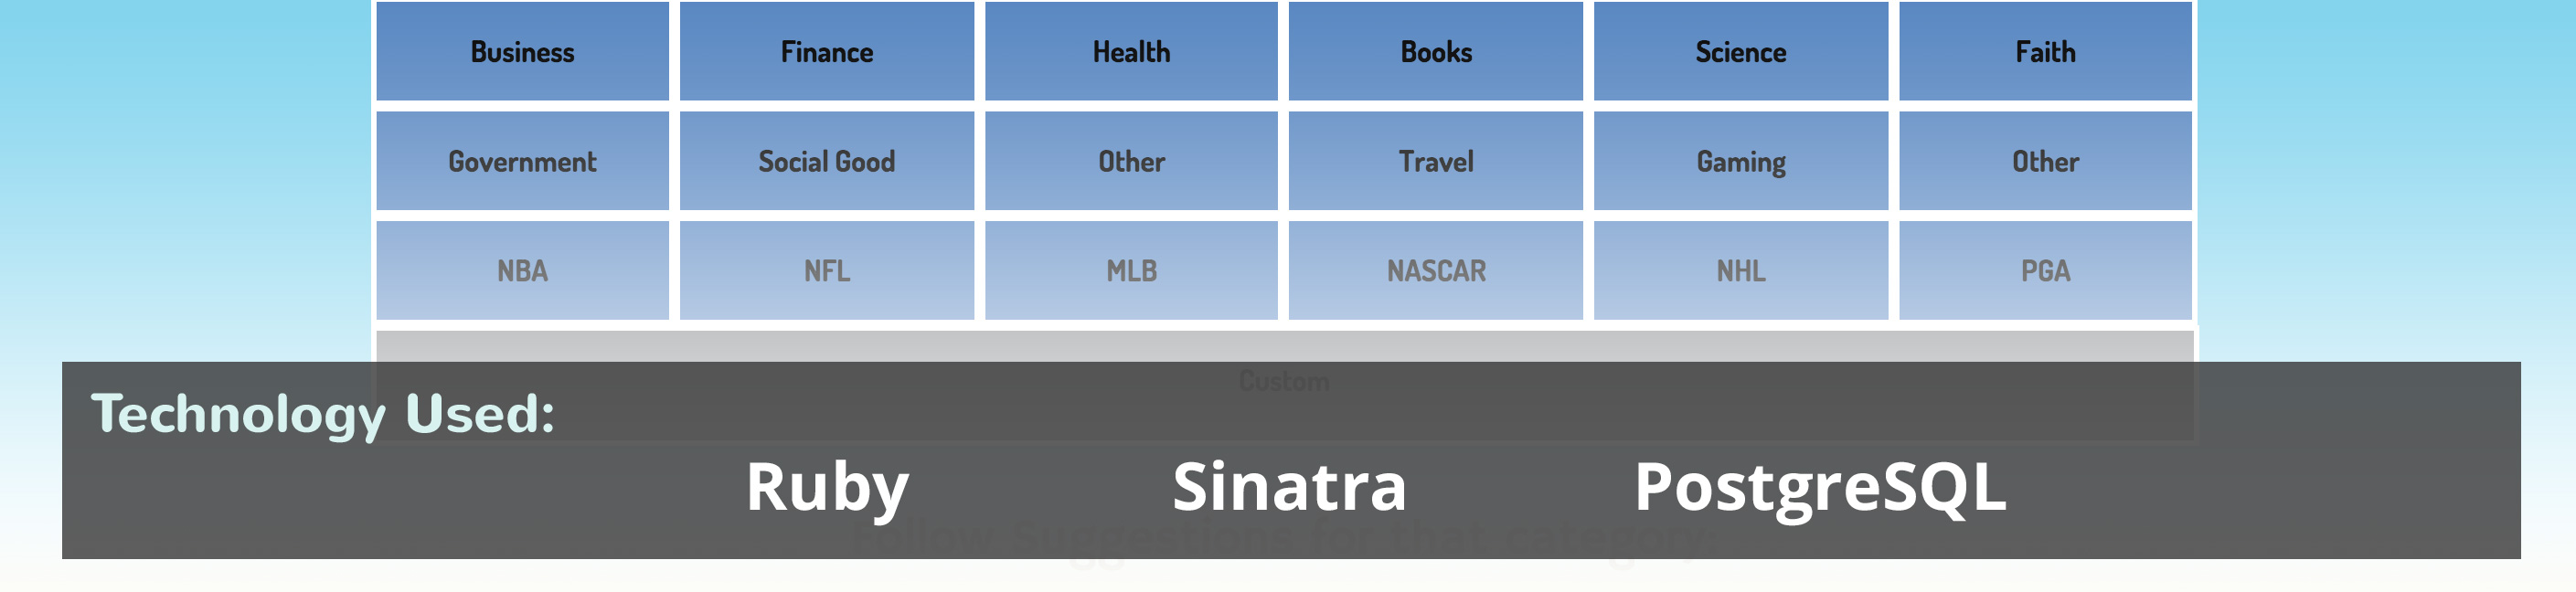 Business Finance Health Books Science Faith
Government Social Good Other Travel Gaming Other
NBA NFL MLB NASCAR NHL PGA
Custom
Technology Used:
Ruby Sinatra PostgreSQL
Follow Suggestions for that category: